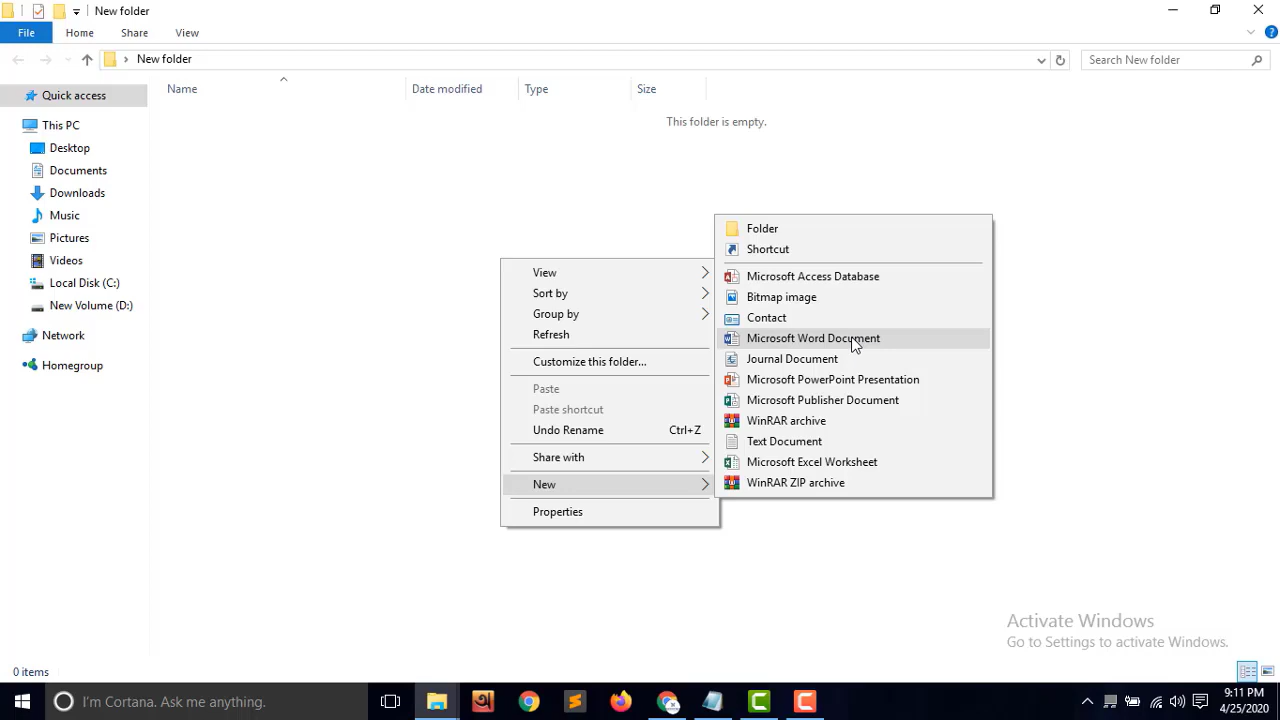 New folder
File
Home
Share
View
New folder
Search New folder
Quick access
This PC
Desktop
Documents
Downloads
Music
Pictures
Videos
Local Disk (C:)
New Volume (D:)
Network
Homegroup
Name
Date modified
Type
Size
This folder is empty.
View
Sort by
Group by
Refresh
Customize this folder...
Paste
Paste shortcut
Undo Rename Ctrl+Z
Share with
New
Properties
Folder
Shortcut
Microsoft Access Database
Bitmap image
Contact
Microsoft Word Document
Journal Document
Microsoft PowerPoint Presentation
Microsoft Publisher Document
WinRAR archive
Text Document
Microsoft Excel Worksheet
WinRAR ZIP archive
Activate Windows
Go to Settings to activate Windows.
0 items
I'm Cortana. Ask me anything.
9:11 PM
4/25/2020